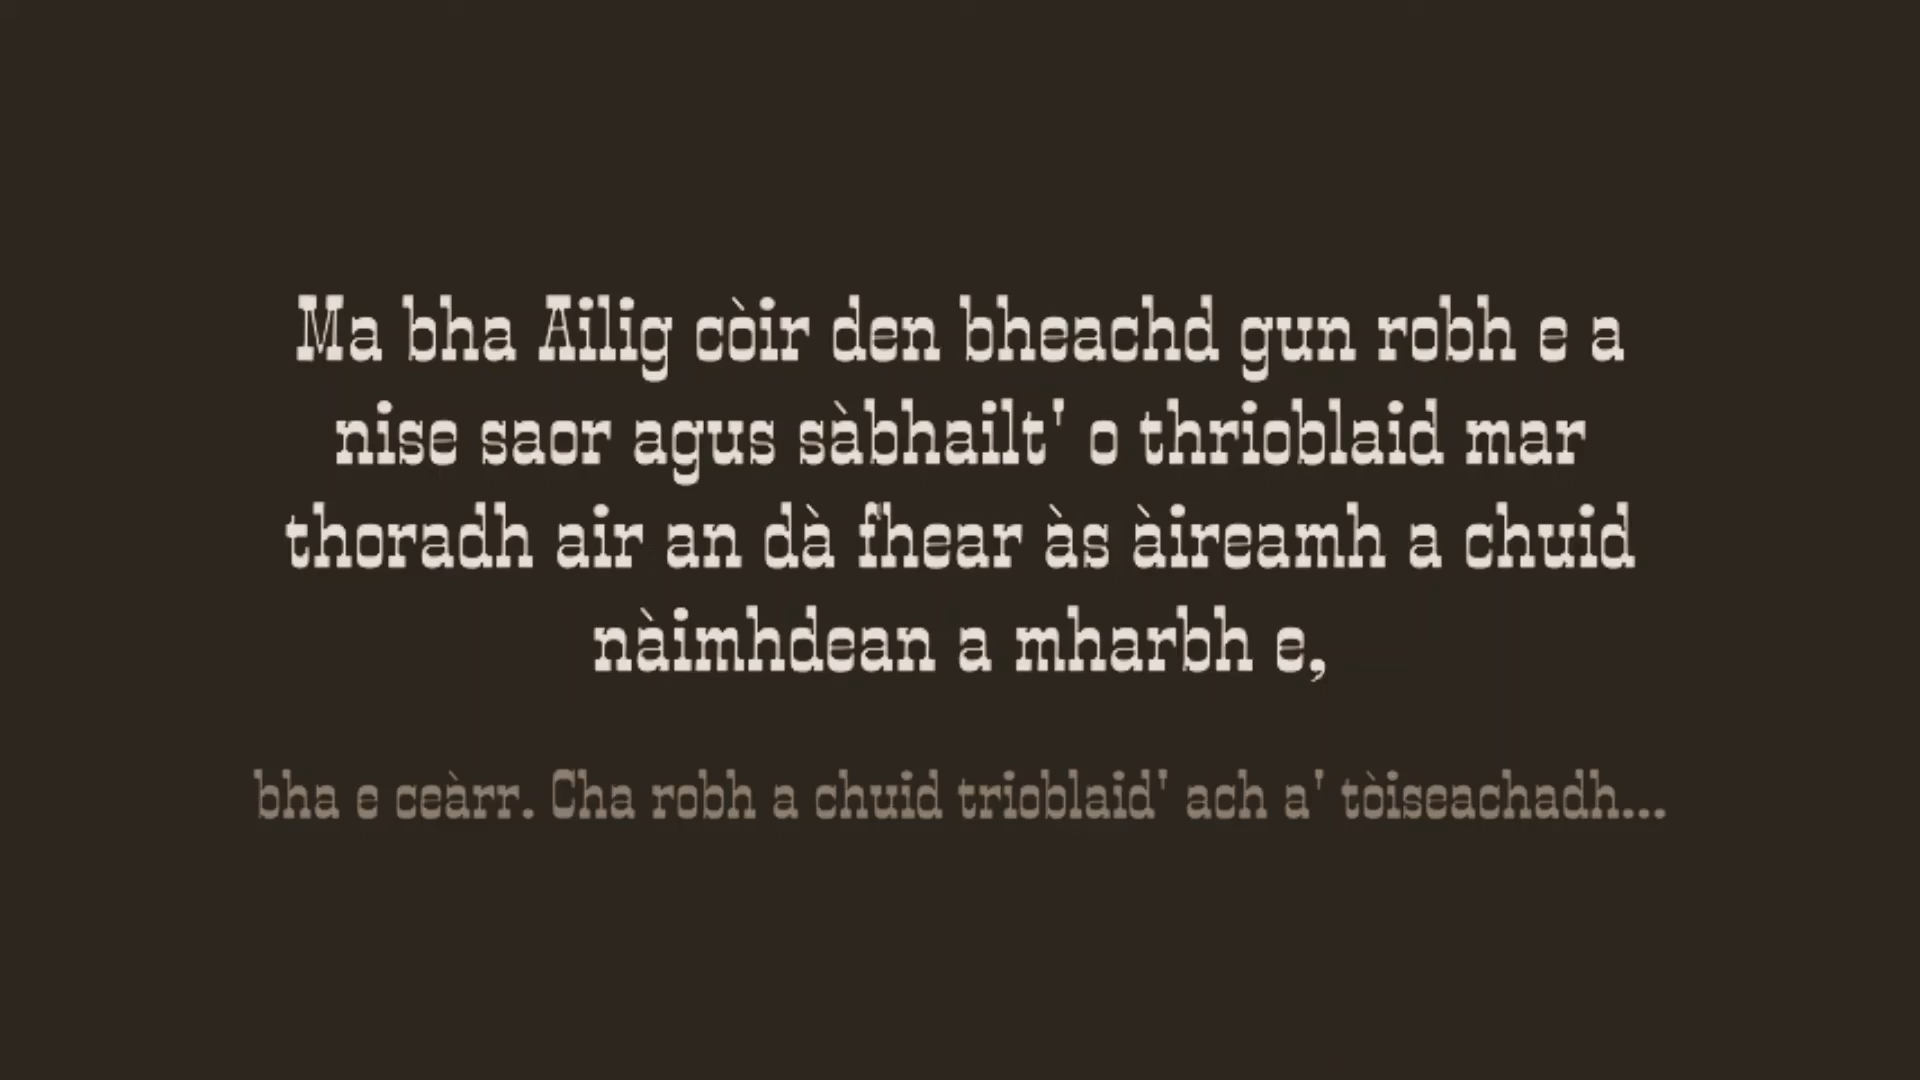 Ma bha Ailig còir den bheachd gun robh e a
nise saor agus sàbhailt' o thrioblaid mar
thoradh air an dà fhear às àireamh a chuid
nàimhdean a mharbh e,
bha e ceàrr. Cha robh a chuid trioblaid' ach a' tòiseachadh...